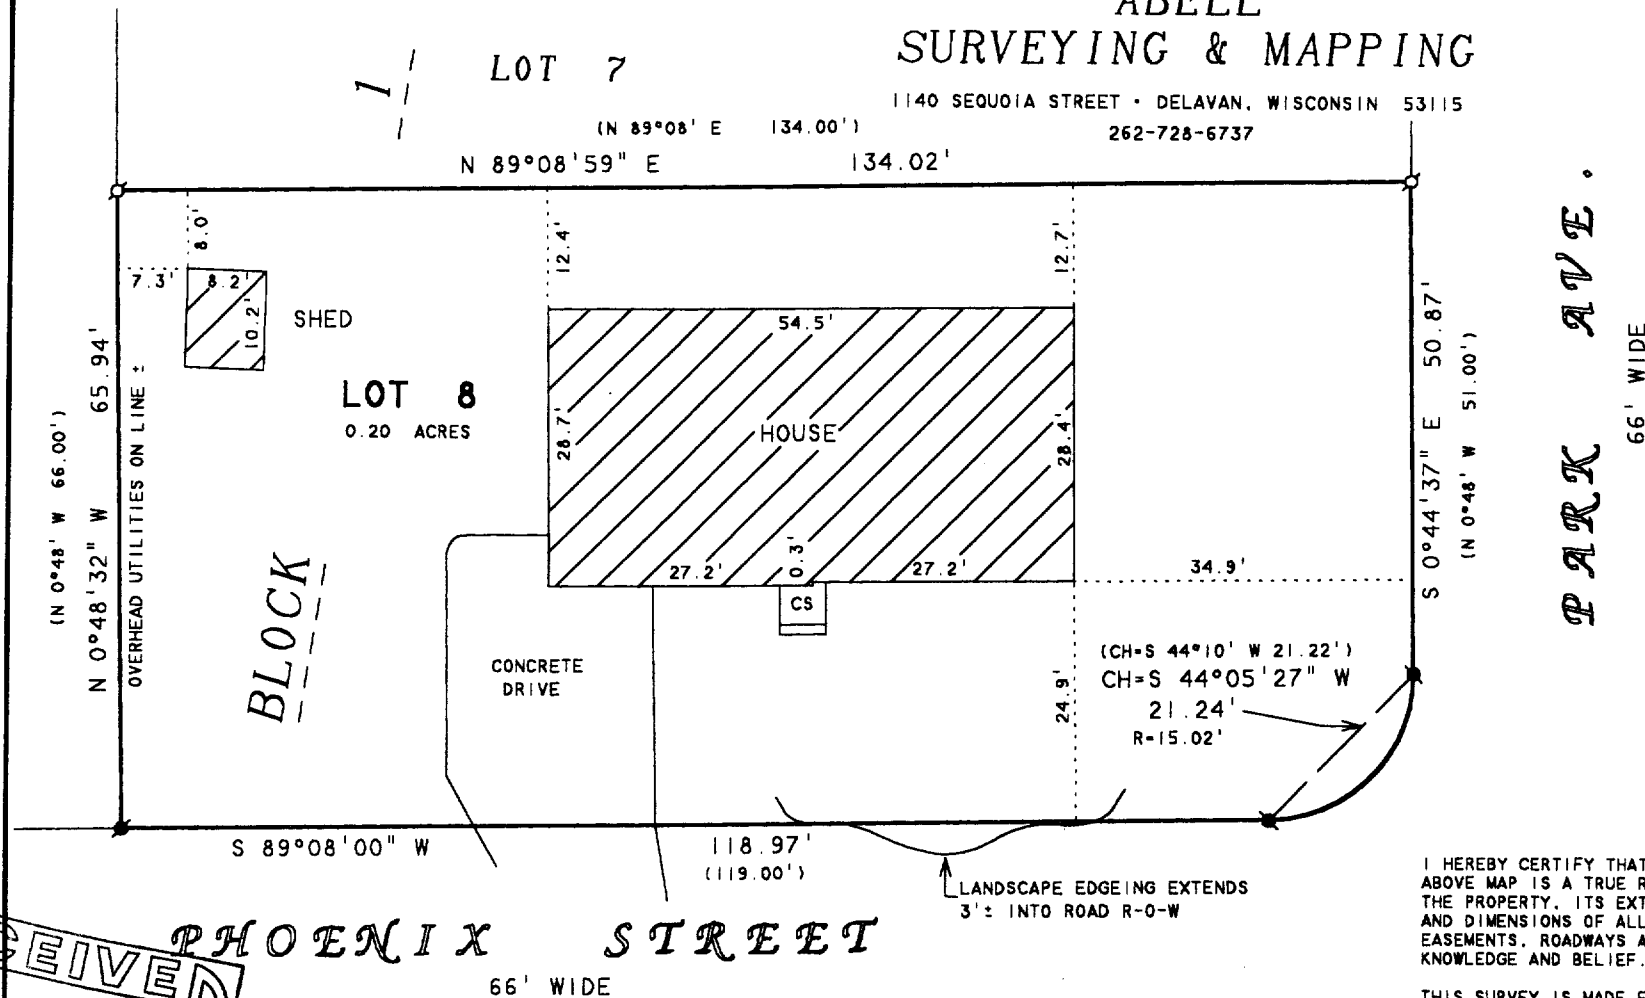 ABELL
SURVEYING & MAPPING
1140 SEQUOIA STREET • DELAVAN, WISCONSIN 53115
262-728-6737
1
LOT 7
(N 89°08' E 134.00')
N 89°08'59" E 134.02'
8.0'
7.3'
8.2'
10.2'
SHED
12.4'
12.7'
54.5'
LOT 8
0.20 ACRES
HOUSE
28.7'
28.4'
(N 0°48' W 66.00')
N 0°48'32" W 65.94'
OVERHEAD UTILITIES ON LINE ±
S 0°44'37" E 50.87'
(N 0°48' W 51.00')
PARK AVE.
66' WIDE
27.2'
0.3'
27.2'
34.9'
CS
BLOCK
CONCRETE
DRIVE
24.9'
(CH=S 44°10' W 21.22')
CH=S 44°05'27" W
21.24'
R=15.02'
S 89°08'00" W 118.97'
(119.00')
LANDSCAPE EDGEING EXTENDS
3'± INTO ROAD R-O-W
PHOENIX STREET
66' WIDE
CEIVED
I HEREBY CERTIFY THAT
ABOVE MAP IS A TRUE R
THE PROPERTY, ITS EXT
AND DIMENSIONS OF ALL
EASEMENTS, ROADWAYS A
KNOWLEDGE AND BELIEF.
THIS SURVEY IS MADE F